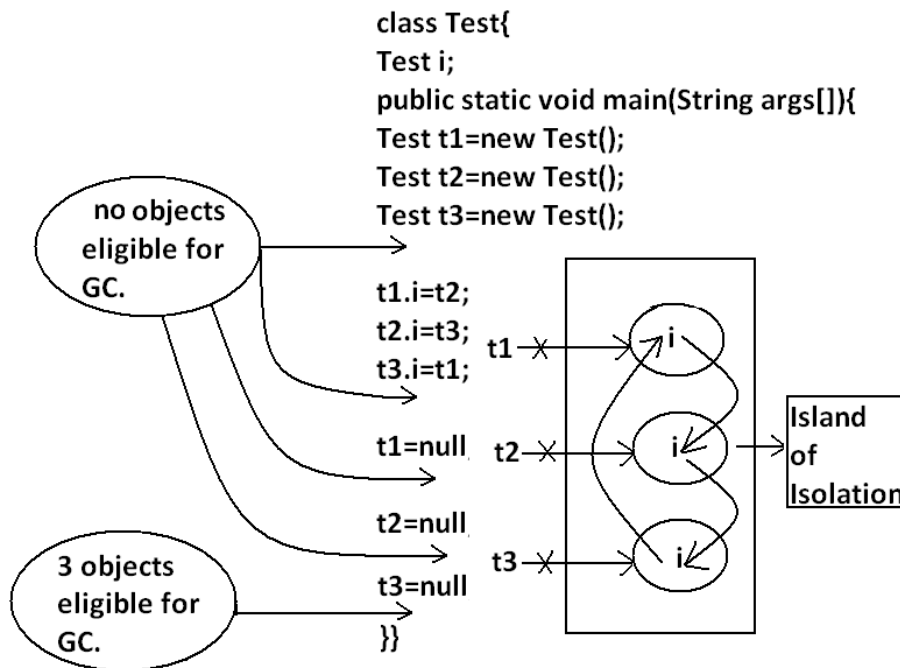 class Test{
Test i;
public static void main(String args[]){
Test t1=new Test();
Test t2=new Test();
Test t3=new Test();
no objects
eligible for
GC.
t1.i=t2;
t2.i=t3;
t3.i=t1;
t1=null
t2=null
t3=null
}}
3 objects
eligible for
GC.
t1
i
t2
i
t3
i
Island
of
Isolation